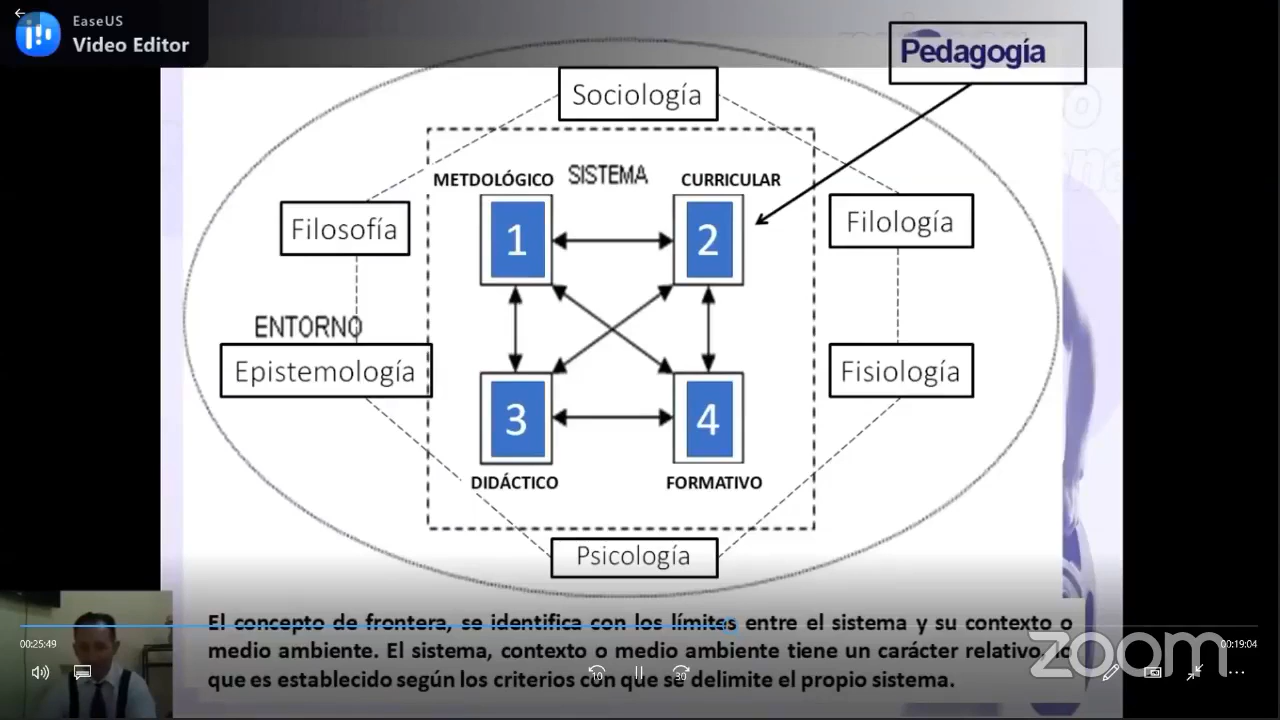 EaseUS
Video Editor
Pedagogía
Sociología
METDOLÓGICO
SISTEMA
CURRICULAR
Filosofía
1
2
Filología
ENTORNO
Epistemología
3
4
Fisiología
DIDÁCTICO
FORMATIVO
Psicología
El concepto de frontera, se identifica con los límites entre el sistema y su contexto o
medio ambiente. El sistema, contexto o medio ambiente tiene un carácter relativo, lo
que es establecido según los criterios con que se delimite el propio sistema.
00:25:49
00:19:04
10
30
zoom